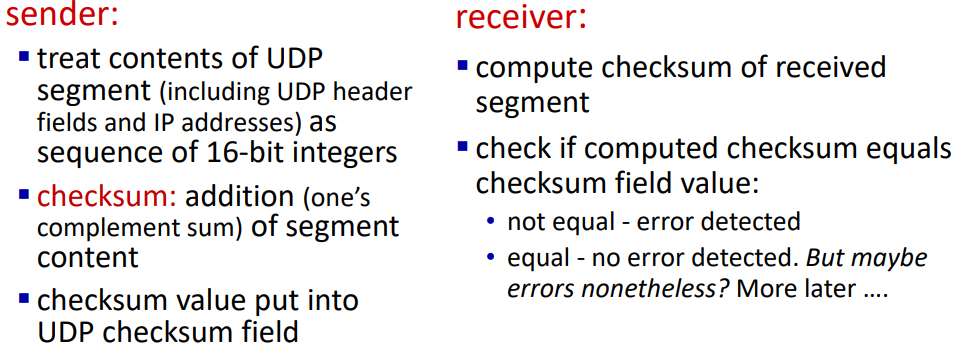 sender:
▪ treat contents of UDP
segment (including UDP header
fields and IP addresses) as
sequence of 16-bit integers
▪ checksum: addition (one’s
complement sum) of segment
content
▪ checksum value put into
UDP checksum field
receiver:
▪ compute checksum of received
segment
▪ check if computed checksum equals
checksum field value:
• not equal - error detected
• equal - no error detected. But maybe
errors nonetheless? More later ….